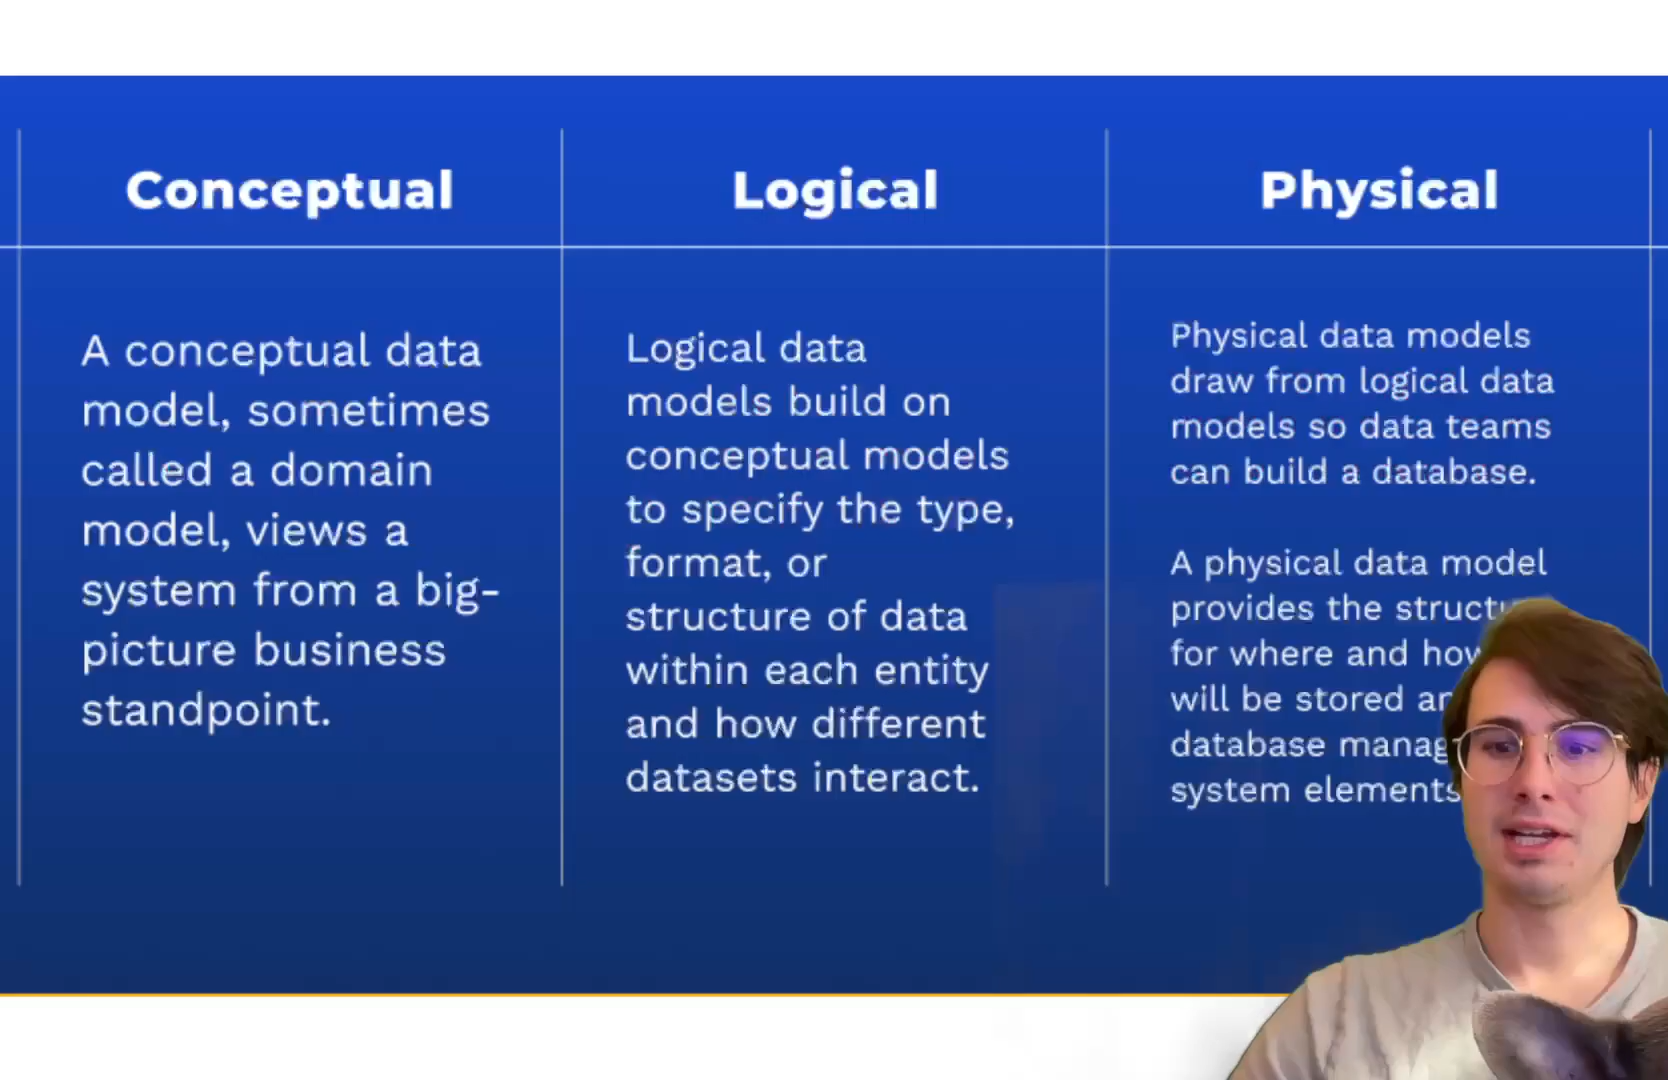 Conceptual
A conceptual data
model, sometimes
called a domain
model, views a
system from a big-
picture business
standpoint.
Logical
Logical data
models build on
conceptual models
to specify the type,
format, or
structure of data
within each entity
and how different
datasets interact.
Physical
Physical data models
draw from logical data
models so data teams
can build a database.
A physical data model
provides the
for where and how
will be stored
database
system elements